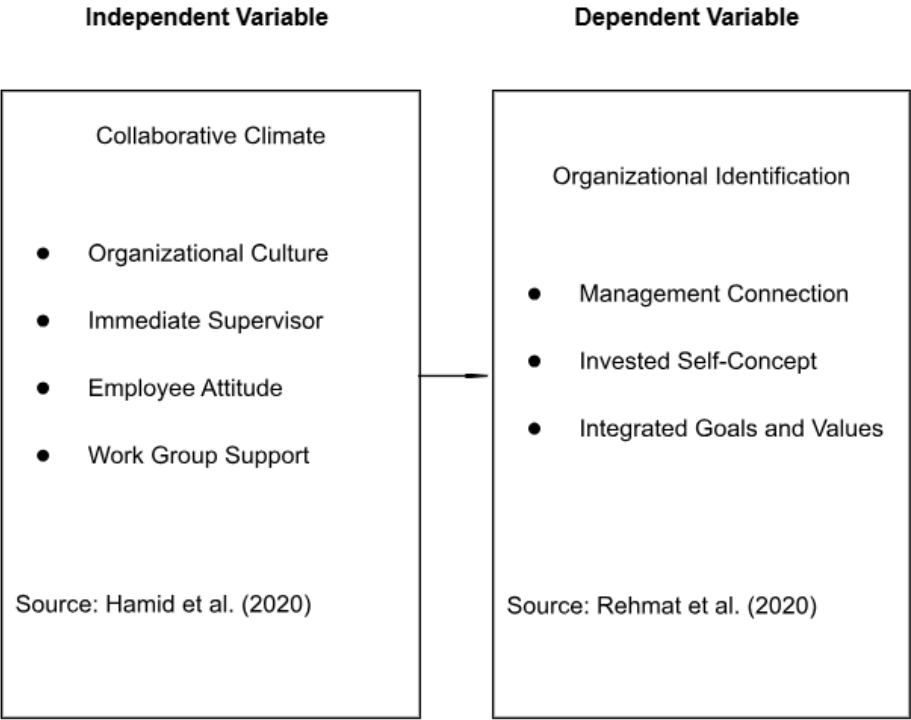 Independent Variable
Dependent Variable
Collaborative Climate
● Organizational Culture
● Immediate Supervisor
● Employee Attitude
● Work Group Support
Source: Hamid et al. (2020)
Organizational Identification
● Management Connection
● Invested Self-Concept
● Integrated Goals and Values
Source: Rehmat et al. (2020)